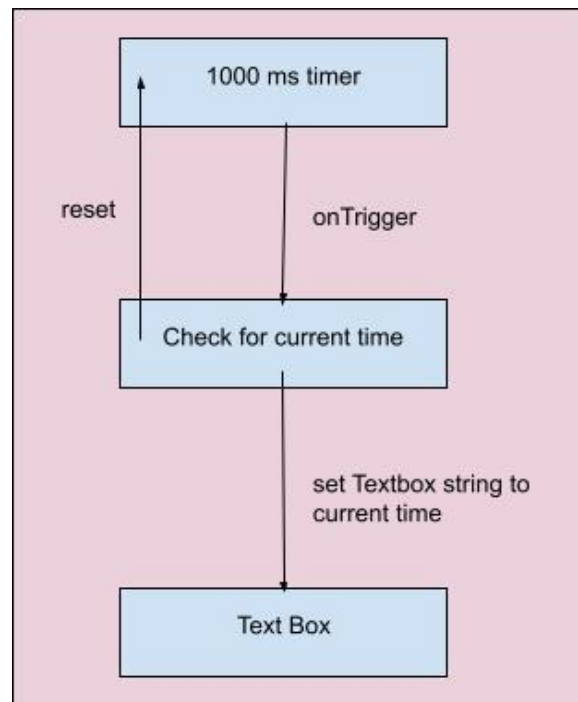 1000 ms timer
reset
onTrigger
Check for current time
set Textbox string to
current time
Text Box